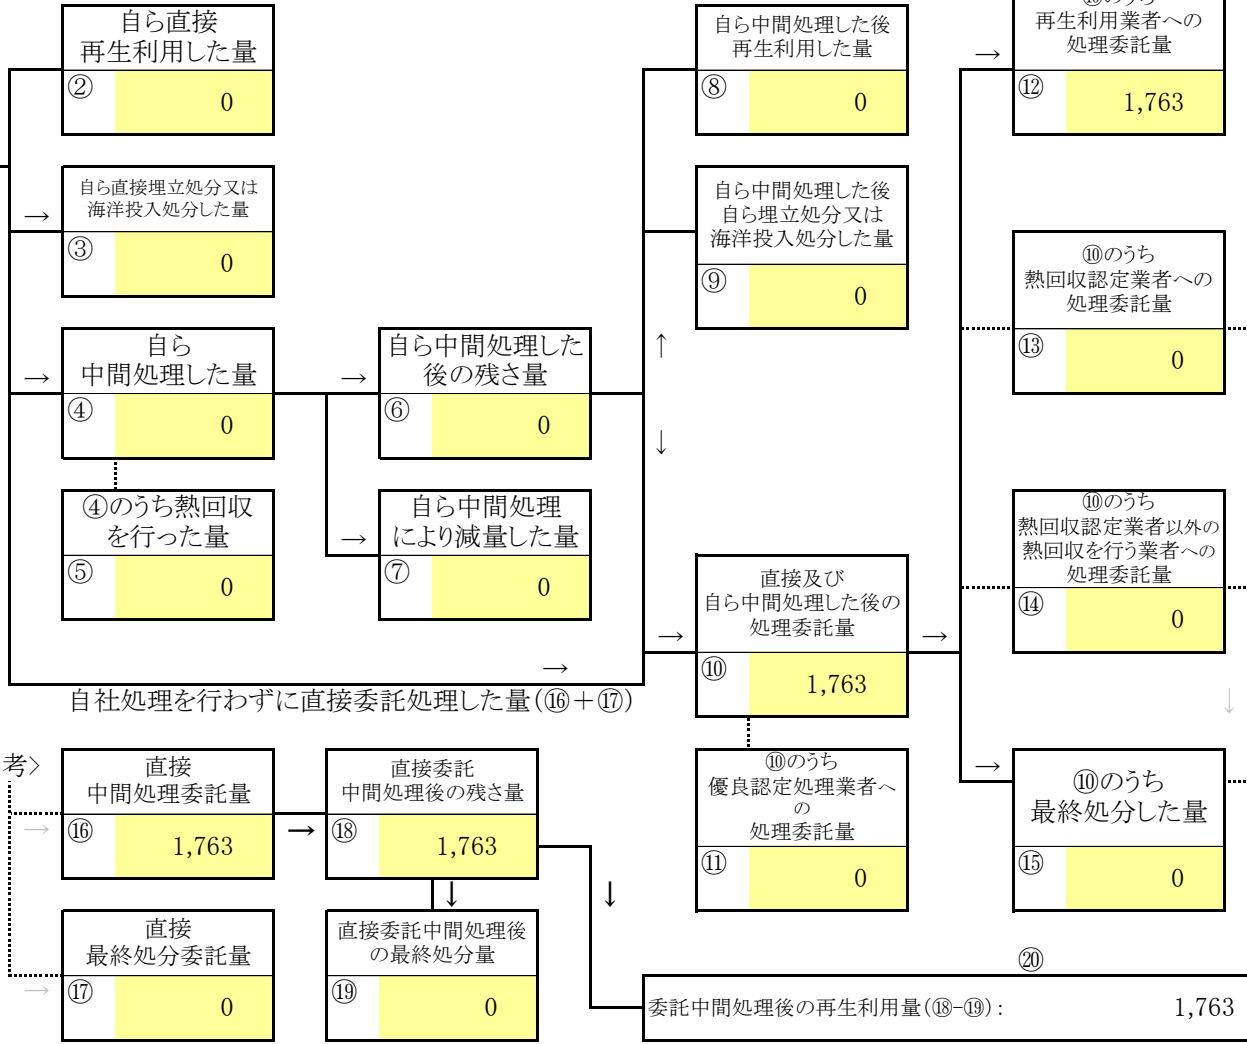 自ら直接
再生利用した量
②
0
自ら中間処理した後
再生利用した量
⑧
0
⑩のうち
再生利用業者への
処理委託量
→
⑫
1,763
自ら直接埋立処分又は
海洋投入処分した量
→
③
0
自ら中間処理した後
自ら埋立処分又は
海洋投入処分した量
⑨
0
⑩のうち
熱回収認定業者への
処理委託量
⑬
0
自ら
中間処理した量
→
④
0
→
自ら中間処理した
後の残さ量
⑥
0
↑
↓
④のうち熱回収
を行った量
⑤
0
→
自ら中間処理
により減量した量
⑦
0
⑩のうち
熱回収認定業者以外の
熱回収を行う業者への
処理委託量
⑭
0
→
直接及び
自ら中間処理した後の
処理委託量
→
⑩
1,763
→
自社処理を行わずに直接委託処理した量(⑯+⑰)
↓
考>
直接
中間処理委託量
→
⑯
1,763
→
直接委託
中間処理後の残さ量
⑱
1,763
↓
↓
⑩のうち
優良認定処理業者へ
の
処理委託量
⑪
0
→
⑩のうち
最終処分した量
⑮
0
直接
最終処分委託量
→
⑰
0
直接委託中間処理後
の最終処分量
⑲
0
⑳
委託中間処理後の再生利用量(⑱-⑲): 1,763